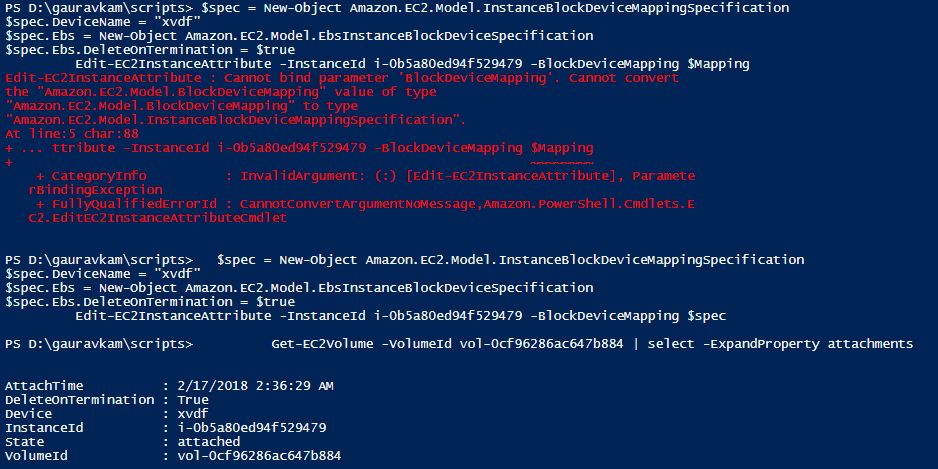 PS D:\gauravkam\scripts> $spec = New-Object Amazon.EC2.Model.InstanceBlockDeviceMappingSpecification
$spec.DeviceName = "xvdf"
$spec.Ebs = New-Object Amazon.EC2.Model.EbsInstanceBlockDeviceSpecification
$spec.Ebs.DeleteOnTermination = $true
Edit-EC2InstanceAttribute -InstanceId i-0b5a80ed94f529479 -BlockDeviceMapping $Mapping
Edit-EC2InstanceAttribute : Cannot bind parameter 'BlockDeviceMapping'. Cannot convert
the "Amazon.EC2.Model.BlockDeviceMapping" value of type
"Amazon.EC2.Model.BlockDeviceMapping" to type
"Amazon.EC2.Model.InstanceBlockDeviceMappingSpecification".
At line:5 char:88
+ ... ttribute -InstanceId i-0b5a80ed94f529479 -BlockDeviceMapping $Mapping
+ ~~~~~~~~
+ CategoryInfo : InvalidArgument: (:) [Edit-EC2InstanceAttribute], Paramete
rBindingException
+ FullyQualifiedErrorId : CannotConvertArgumentNoMessage,Amazon.PowerShell.Cmdlets.E
C2.EditEC2InstanceAttributeCmdlet
PS D:\gauravkam\scripts> $spec = New-Object Amazon.EC2.Model.InstanceBlockDeviceMappingSpecification
$spec.DeviceName = "xvdf"
$spec.Ebs = New-Object Amazon.EC2.Model.EbsInstanceBlockDeviceSpecification
$spec.Ebs.DeleteOnTermination = $true
Edit-EC2InstanceAttribute -InstanceId i-0b5a80ed94f529479 -BlockDeviceMapping $spec
PS D:\gauravkam\scripts> Get-EC2Volume -VolumeId vol-0cf96286ac647b884 | select -ExpandProperty attachments
AttachTime : 2/17/2018 2:36:29 AM
DeleteOnTermination : True
Device : xvdf
InstanceId : i-0b5a80ed94f529479
State : attached
VolumeId : vol-0cf96286ac647b884